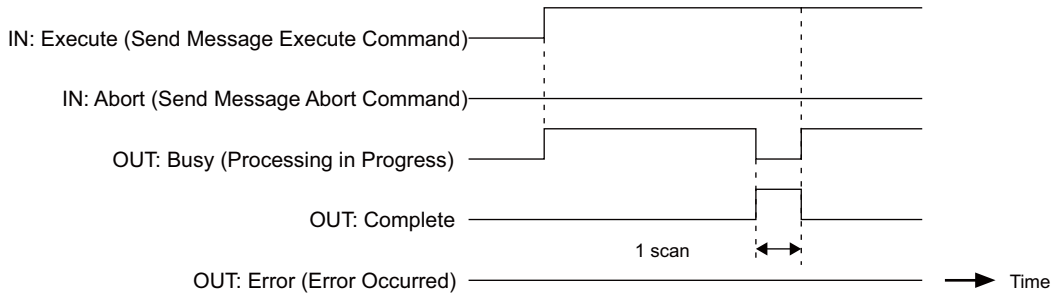 IN: Execute (Send Message Execute Command)
IN: Abort (Send Message Abort Command)
OUT: Busy (Processing in Progress)
OUT: Complete
1 scan
OUT: Error (Error Occurred)
Time